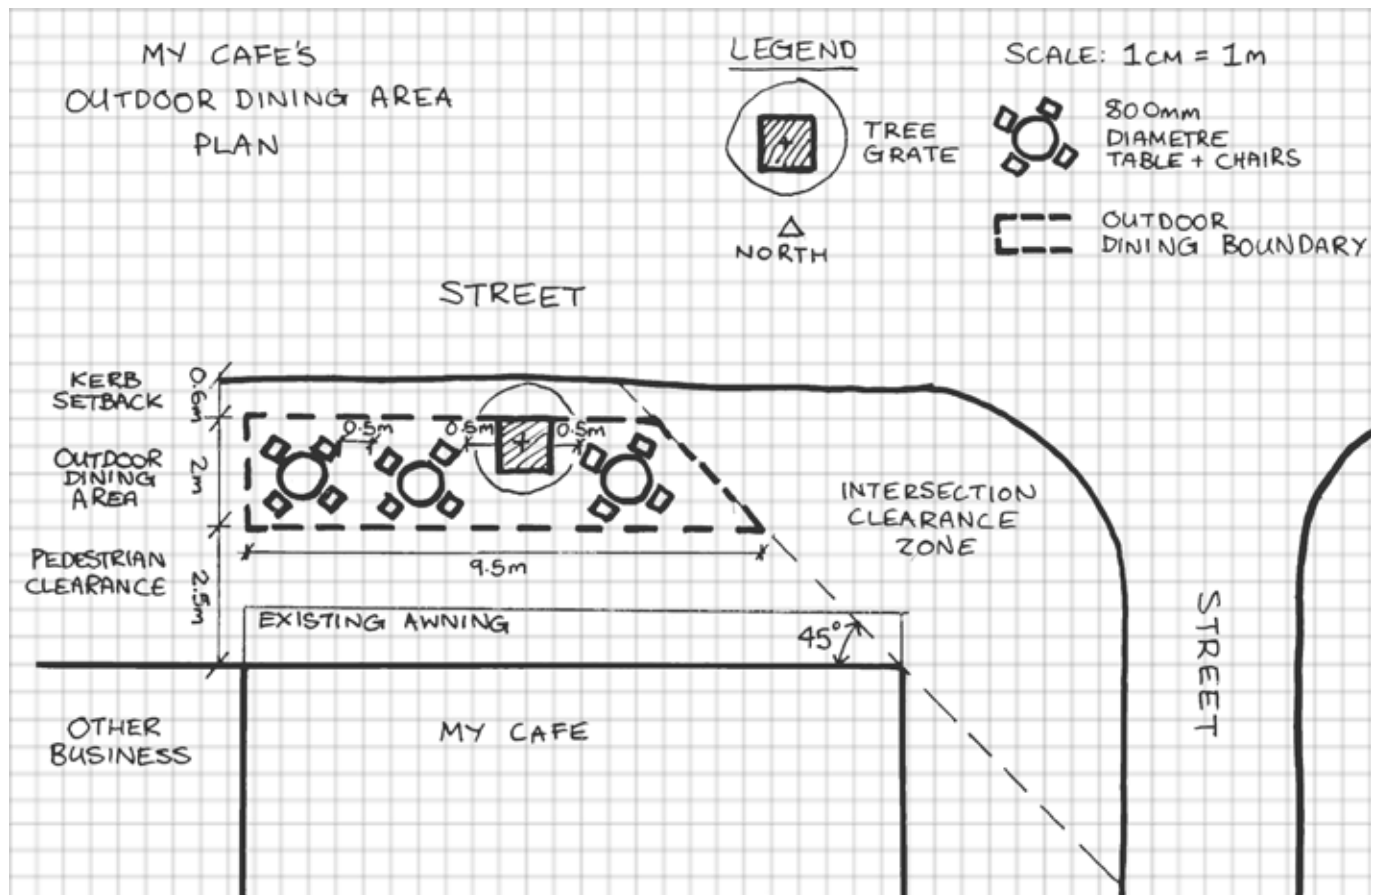 MY CAFE'S
OUTDOOR DINING AREA
PLAN
LEGEND
TREE
GRATE
NORTH
SCALE: 1CM = 1M
800mm
DIAMETRE
TABLE + CHAIRS
OUTDOOR
DINING BOUNDARY
STREET
KERB
SETBACK
0.6m
0.5m
0.5m
0.5m
OUTDOOR
DINING
AREA
2m
INTERSECTION
CLEARANCE
ZONE
9.5m
PEDESTRIAN
CLEARANCE
2.5m
EXISTING AWNING
45°
STREET
OTHER
BUSINESS
MY CAFE